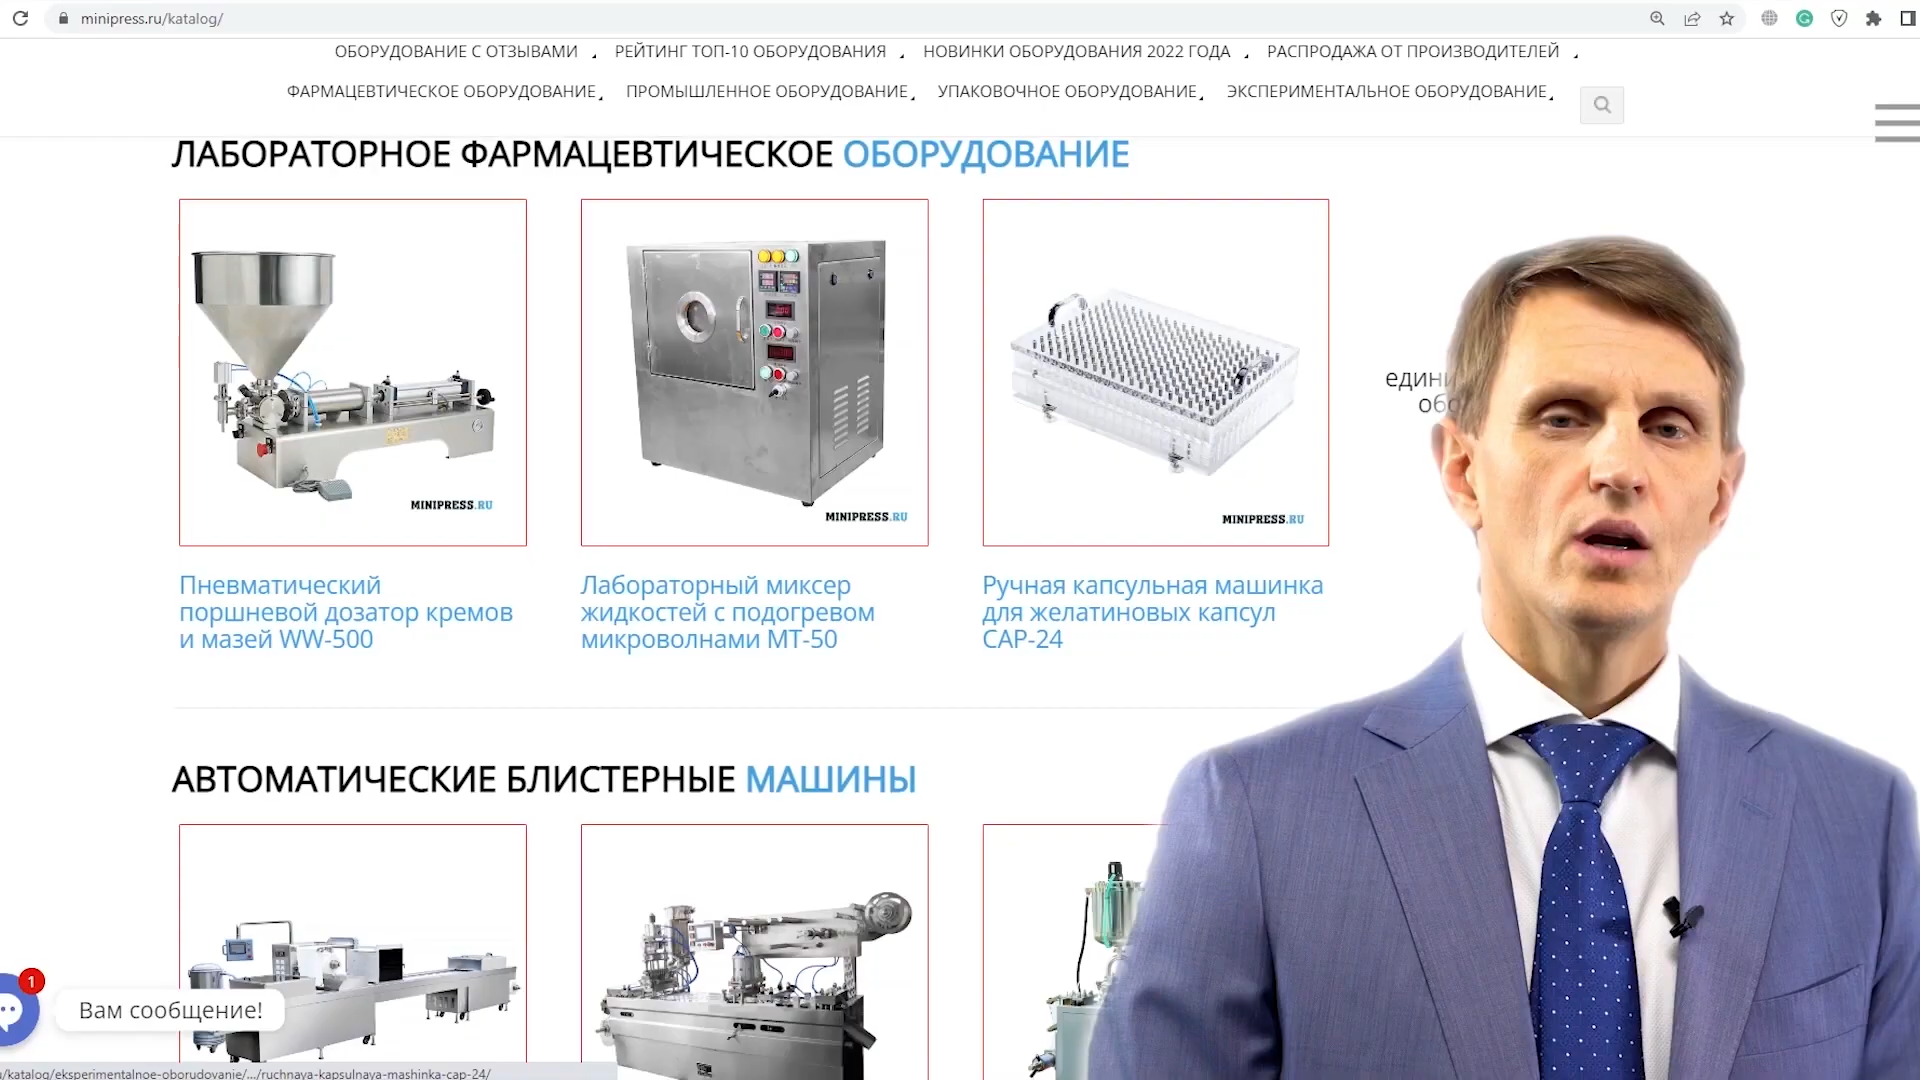 minipress.ru/katalog/
ОБОРУДОВАНИЕ С ОТЗЫВАМИ РЕЙТИНГ ТОП-10 ОБОРУДОВАНИЯ НОВИНКИ ОБОРУДОВАНИЯ 2022 ГОДА РАСПРОДАЖА ОТ ПРОИЗВОДИТЕЛЕЙ
ФАРМАЦЕВТИЧЕСКОЕ ОБОРУДОВАНИЕ ПРОМЫШЛЕННОЕ ОБОРУДОВАНИЕ УПАКОВОЧНОЕ ОБОРУДОВАНИЕ ЭКСПЕРИМЕНТАЛЬНОЕ ОБОРУДОВАНИЕ
ЛАБОРАТОРНОЕ ФАРМАЦЕВТИЧЕСКОЕ ОБОРУДОВАНИЕ
MINIPRESS.RU
MINIPRESS.RU
MINIPRESS.RU
Пневматический
поршневой дозатор кремов
и мазей WW-500
Лабораторный миксер
жидкостей с подогревом
микроволнами МТ-50
Ручная капсульная машинка
для желатиновых капсул
CAP-24
АВТОМАТИЧЕСКИЕ БЛИСТЕРНЫЕ МАШИНЫ
1
Вам сообщение!
u/katalog/eksperimentalnoe-oborudovanie/.../ruchnaya-kapsulnaya-mashinka-cap-24/